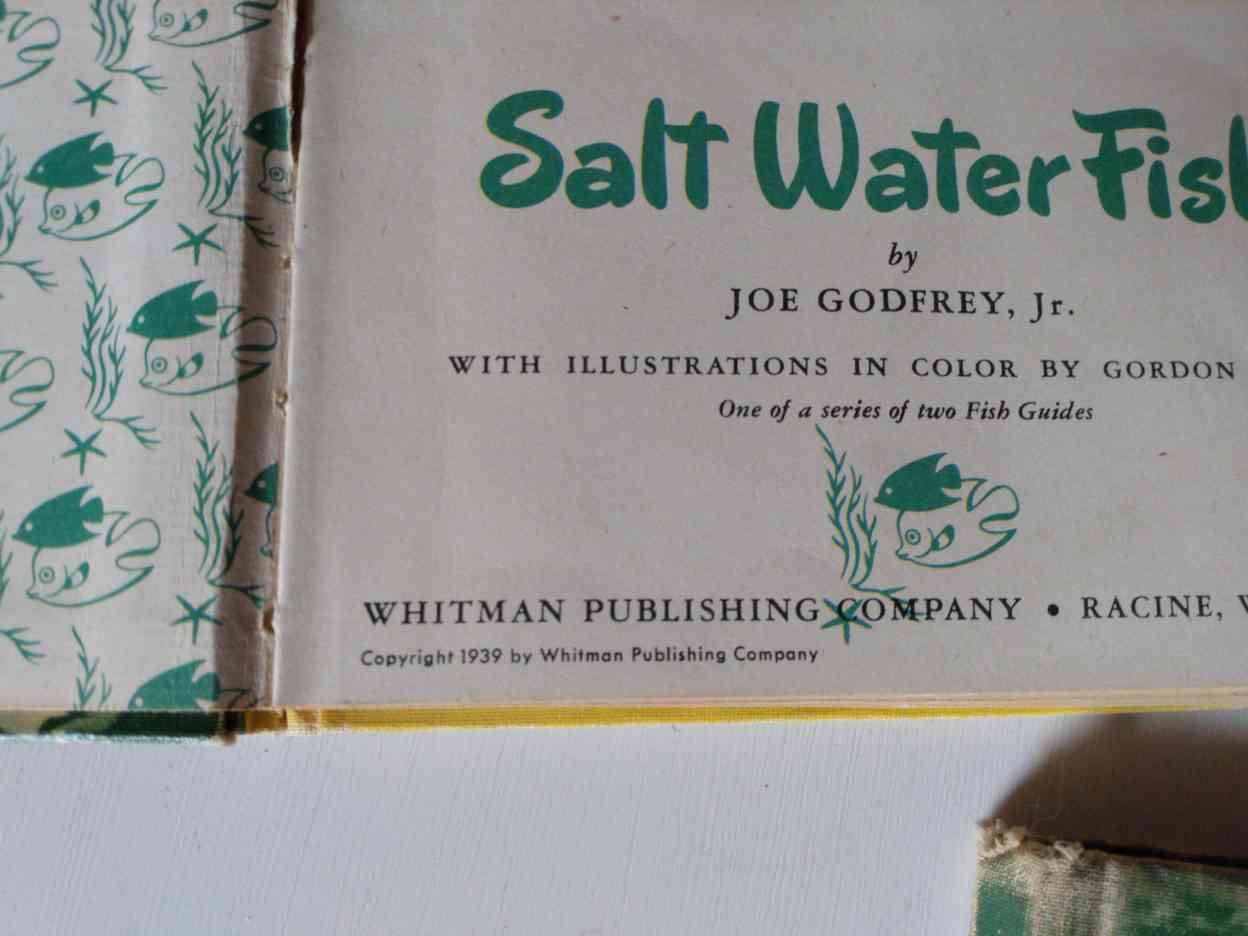 Salt Water Fish
by
JOE GODFREY, Jr.
WITH ILLUSTRATIONS IN COLOR BY GORDON
One of a series of two Fish Guides
WHITMAN PUBLISHING COMPANY • RACINE,
Copyright 1939 by Whitman Publishing Company